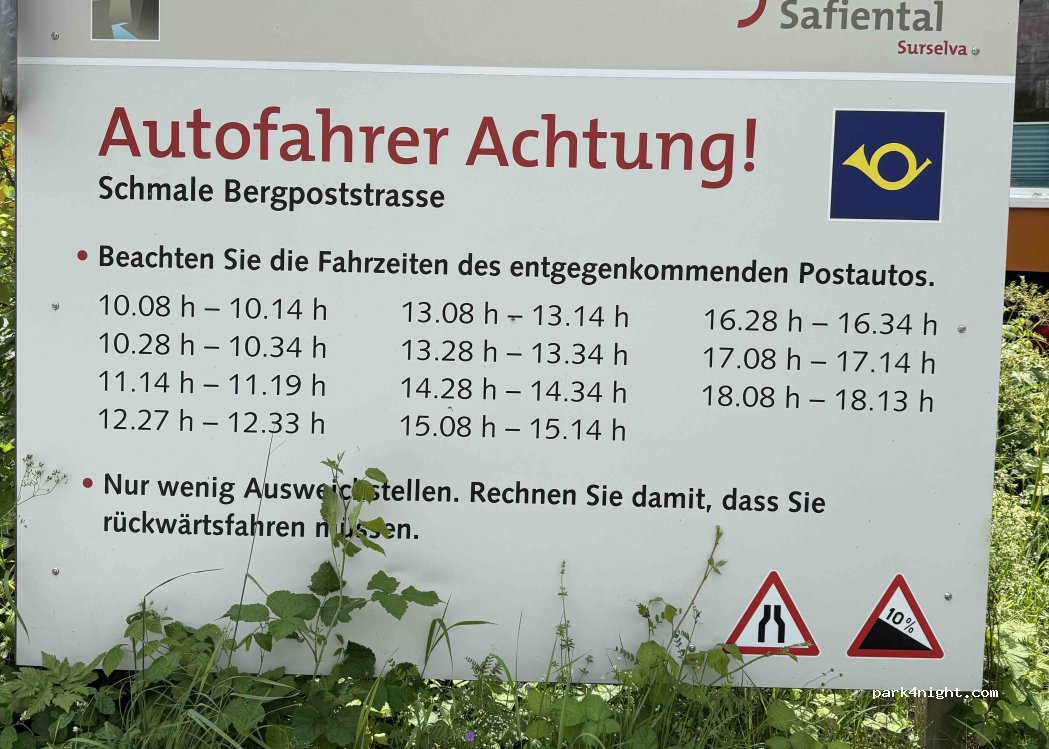 Safiental
Surselva
Autofahrer Achtung!
Schmale Bergpoststrasse
• Beachten Sie die Fahrzeiten des entgegenkommenden Postautos.
10.08 h – 10.14 h 13.08 h – 13.14 h 16.28 h – 16.34 h
10.28 h – 10.34 h 13.28 h – 13.34 h 17.08 h – 17.14 h
11.14 h – 11.19 h 14.28 h – 14.34 h 18.08 h – 18.13 h
12.27 h – 12.33 h 15.08 h – 15.14 h
• Nur wenig Ausweichstellen. Rechnen Sie damit, dass Sie
rückwärtsfahren müssen.
10%
park4night.com